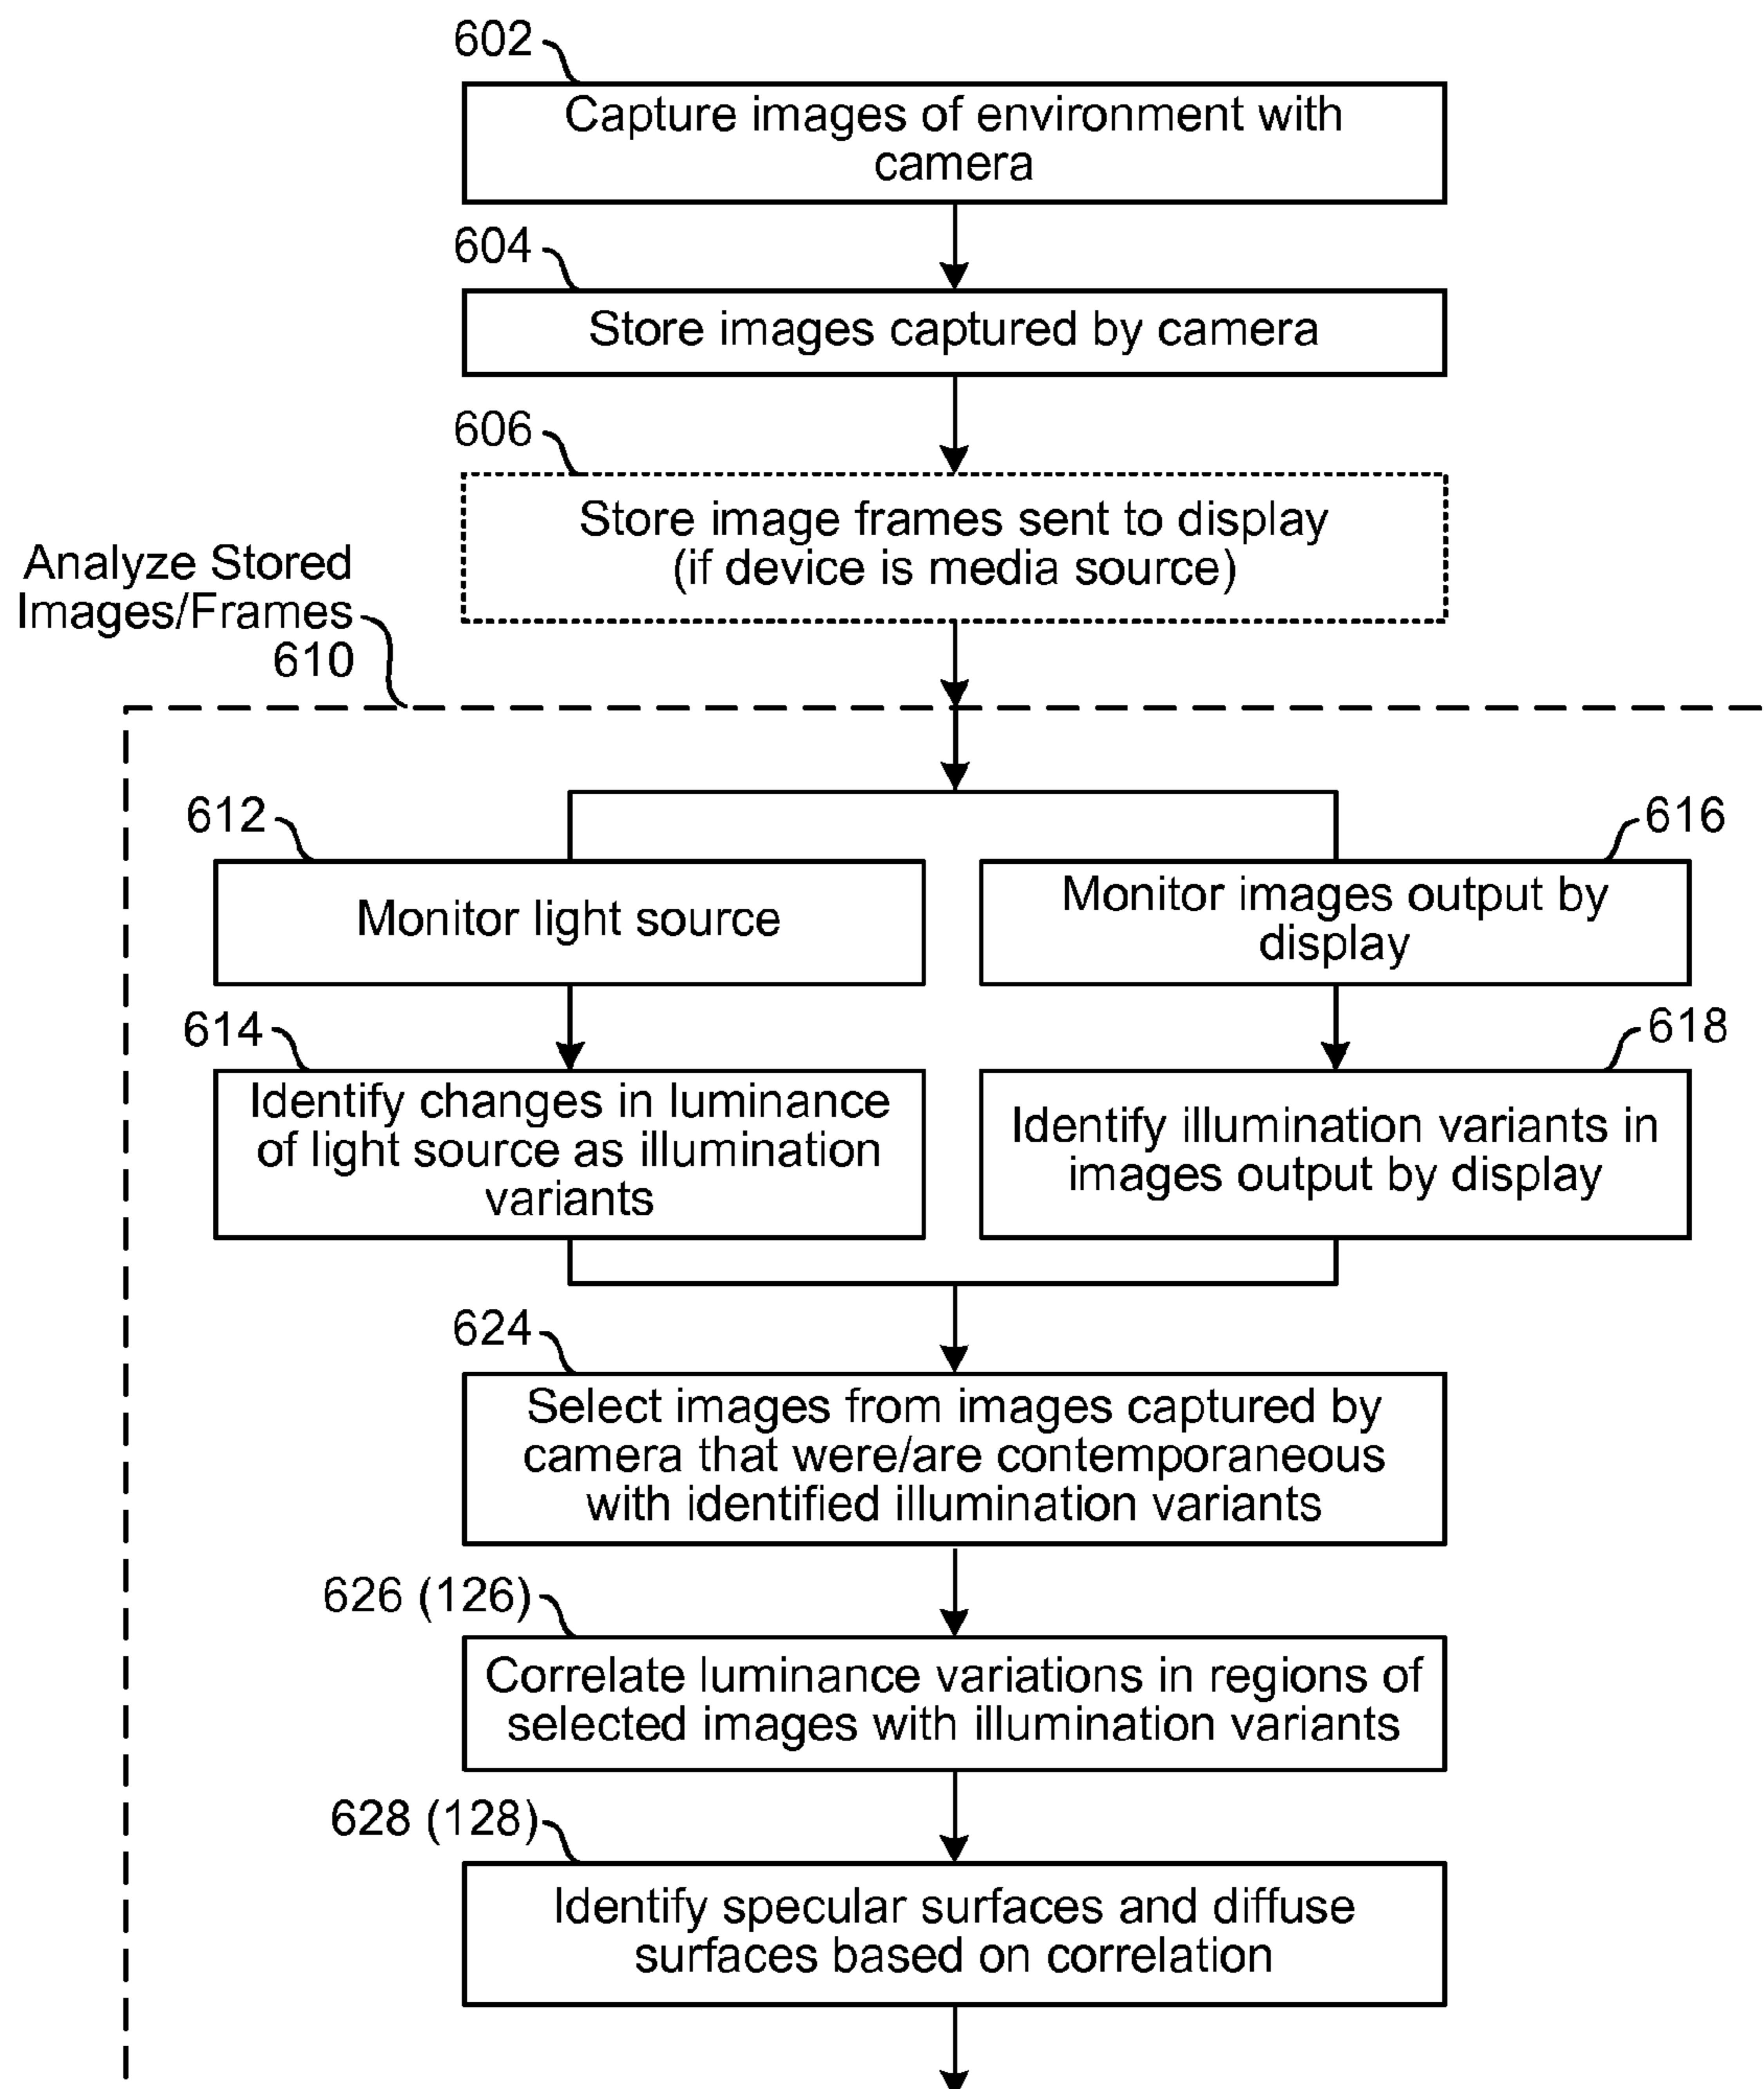 602
Capture images of environment with
camera
604
Store images captured by camera
606
Store image frames sent to display
(if device is media source)
Analyze Stored
Images/Frames
610
612
Monitor light source
616
Monitor images output by
display
614
Identify changes in luminance
of light source as illumination
variants
618
Identify illumination variants in
images output by display
624
Select images from images captured by
camera that were/are contemporaneous
with identified illumination variants
626 (126)
Correlate luminance variations in regions of
selected images with illumination variants
628 (128)
Identify specular surfaces and diffuse
surfaces based on correlation